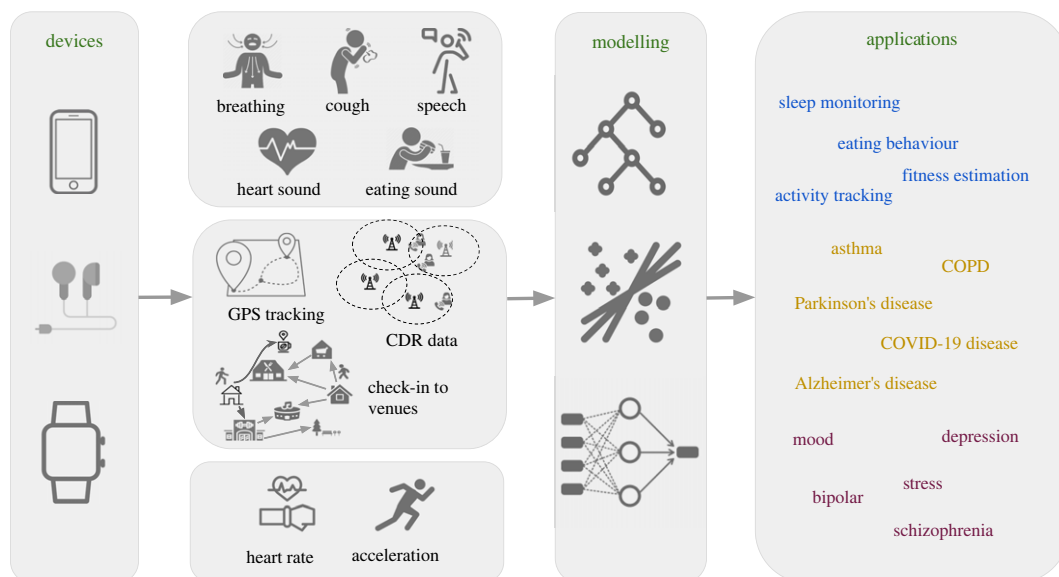 devices
breathing
cough
speech
heart sound
eating sound
GPS tracking
CDR data
check-in to
venues
heart rate
acceleration
modelling
applications
sleep monitoring
eating behaviour
fitness estimation
activity tracking
asthma
COPD
Parkinson's disease
COVID-19 disease
Alzheimer's disease
mood
depression
stress
bipolar
schizophrenia